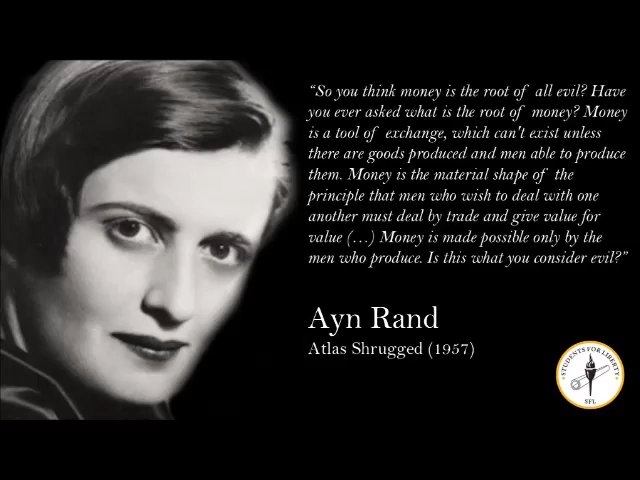 “So you think money is the root of all evil? Have
you ever asked what is the root of money? Money
is a tool of exchange, which can't exist unless
there are goods produced and men able to produce
them. Money is the material shape of the
principle that men who wish to deal with one
another must deal by trade and give value for
value (…) Money is made possible only by the
men who produce. Is this what you consider evil?”
Ayn Rand
Atlas Shrugged (1957)
STUDENTS FOR LIBERTY
SFL